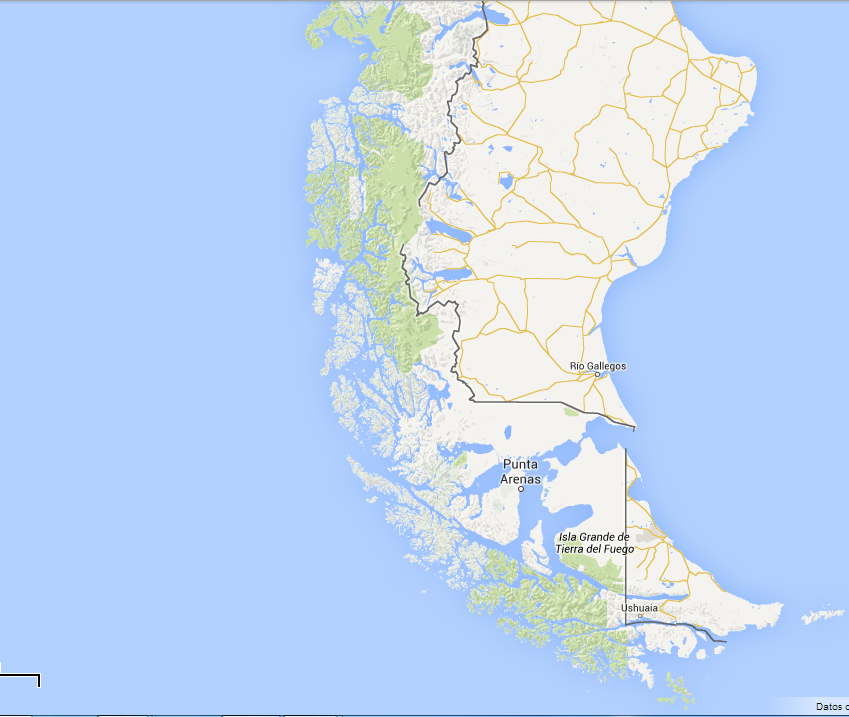 Río Gallegos
Punta
Arenas
Isla Grande de
Tierra del Fuego
Ushuaia
Datos